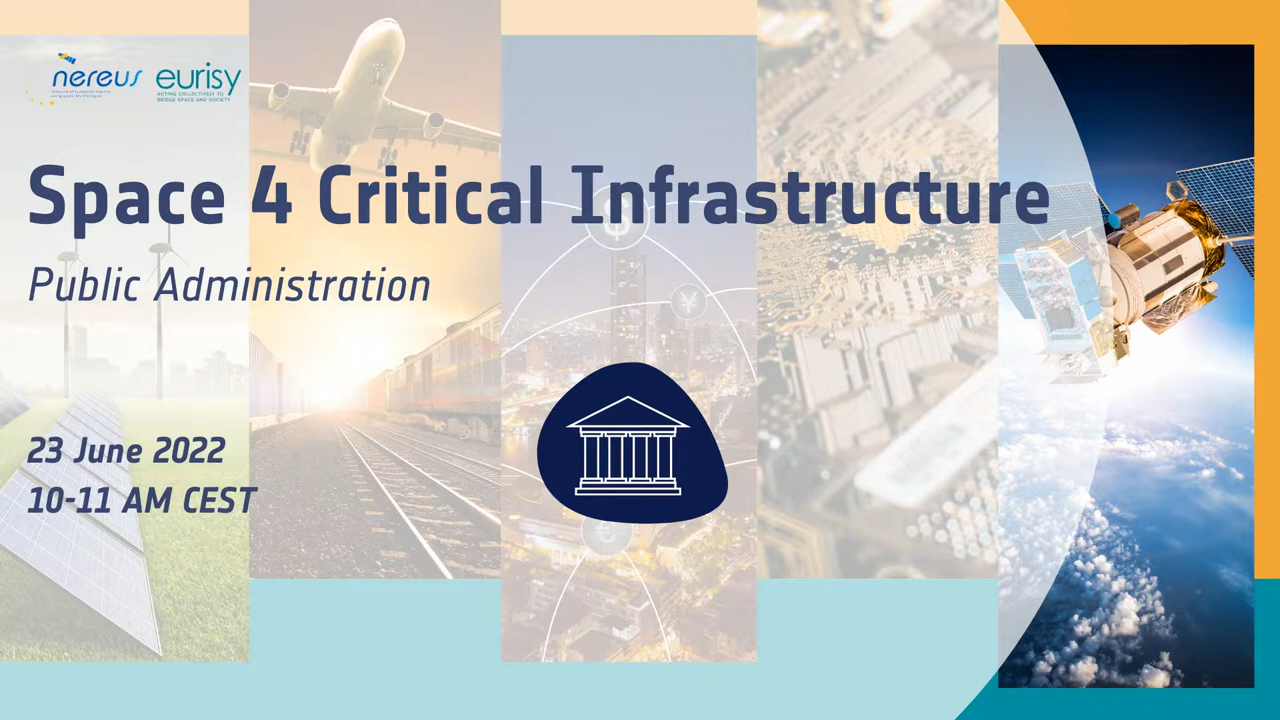 nereus
eurisy
ACTING COLLECTIVELY TO
BRIDGE SPACE AND SOCIETY
Space 4 Critical Infrastructure
Public Administration
23 June 2022
10-11 AM CEST